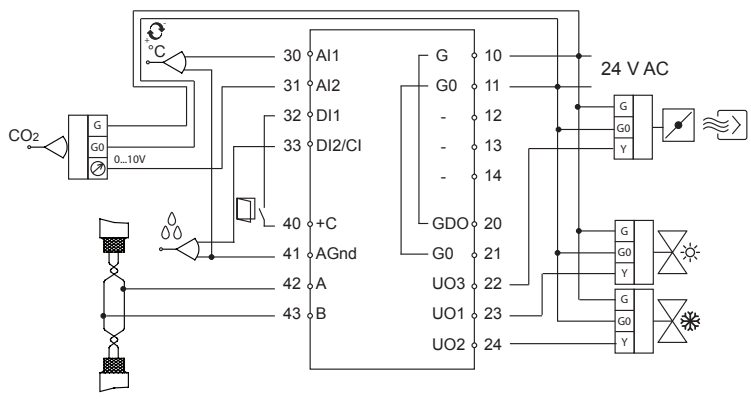 + -
°C
30 AI1
31 AI2
32 DI1
33 DI2/CI
40 +C
41 AGnd
42 A
43 B
G 10
G0 11
- 12
- 13
- 14
GDO 20
G0 21
UO3 22
UO1 23
UO2 24
24 V AC
CO2
G
G0
0...10V
G
G0
Y
G
G0
Y
G
G0
Y